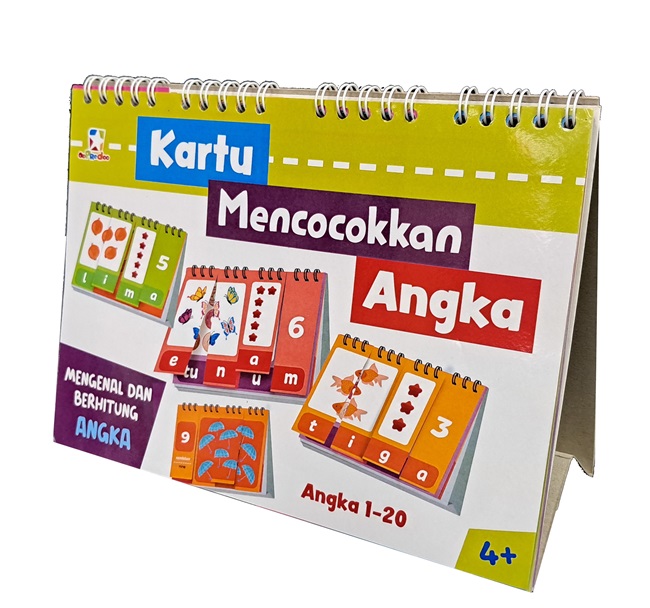 Kartu
Mencocokkan
Angka
5
l i m a
6
e n a m
u n u m
MENGENAL DAN
BERHITUNG
ANGKA
9
3
t i g a
Angka 1-20
4+